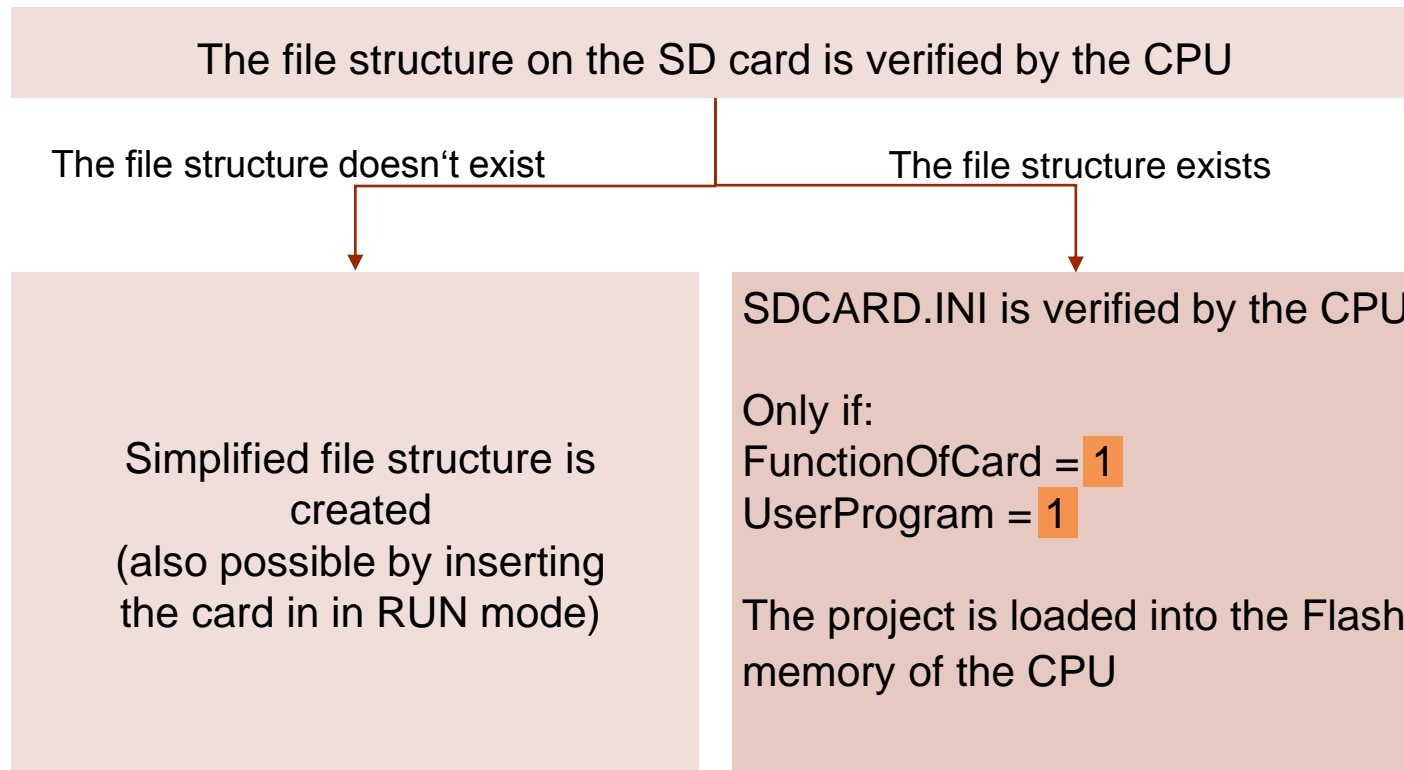 The file structure on the SD card is verified by the CPU
The file structure doesn‘t exist
The file structure exists
Simplified file structure is
created
(also possible by inserting
the card in in RUN mode)
SDCARD.INI is verified by the CPU
Only if:
FunctionOfCard = 1
UserProgram = 1
The project is loaded into the Flash
memory of the CPU